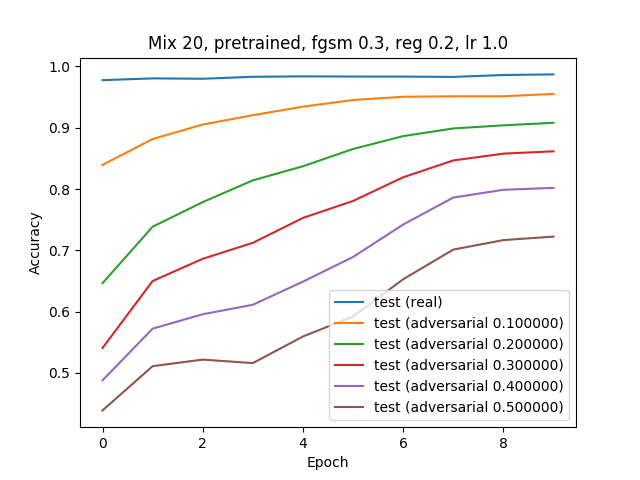 Mix 20, pretrained, fgsm 0.3, reg 0.2, lr 1.0
1.0
0.9
0.8
0.7
0.6
0.5
Accuracy
test (real)
test (adversarial 0.100000)
test (adversarial 0.200000)
test (adversarial 0.300000)
test (adversarial 0.400000)
test (adversarial 0.500000)
0 2 4 6 8
Epoch